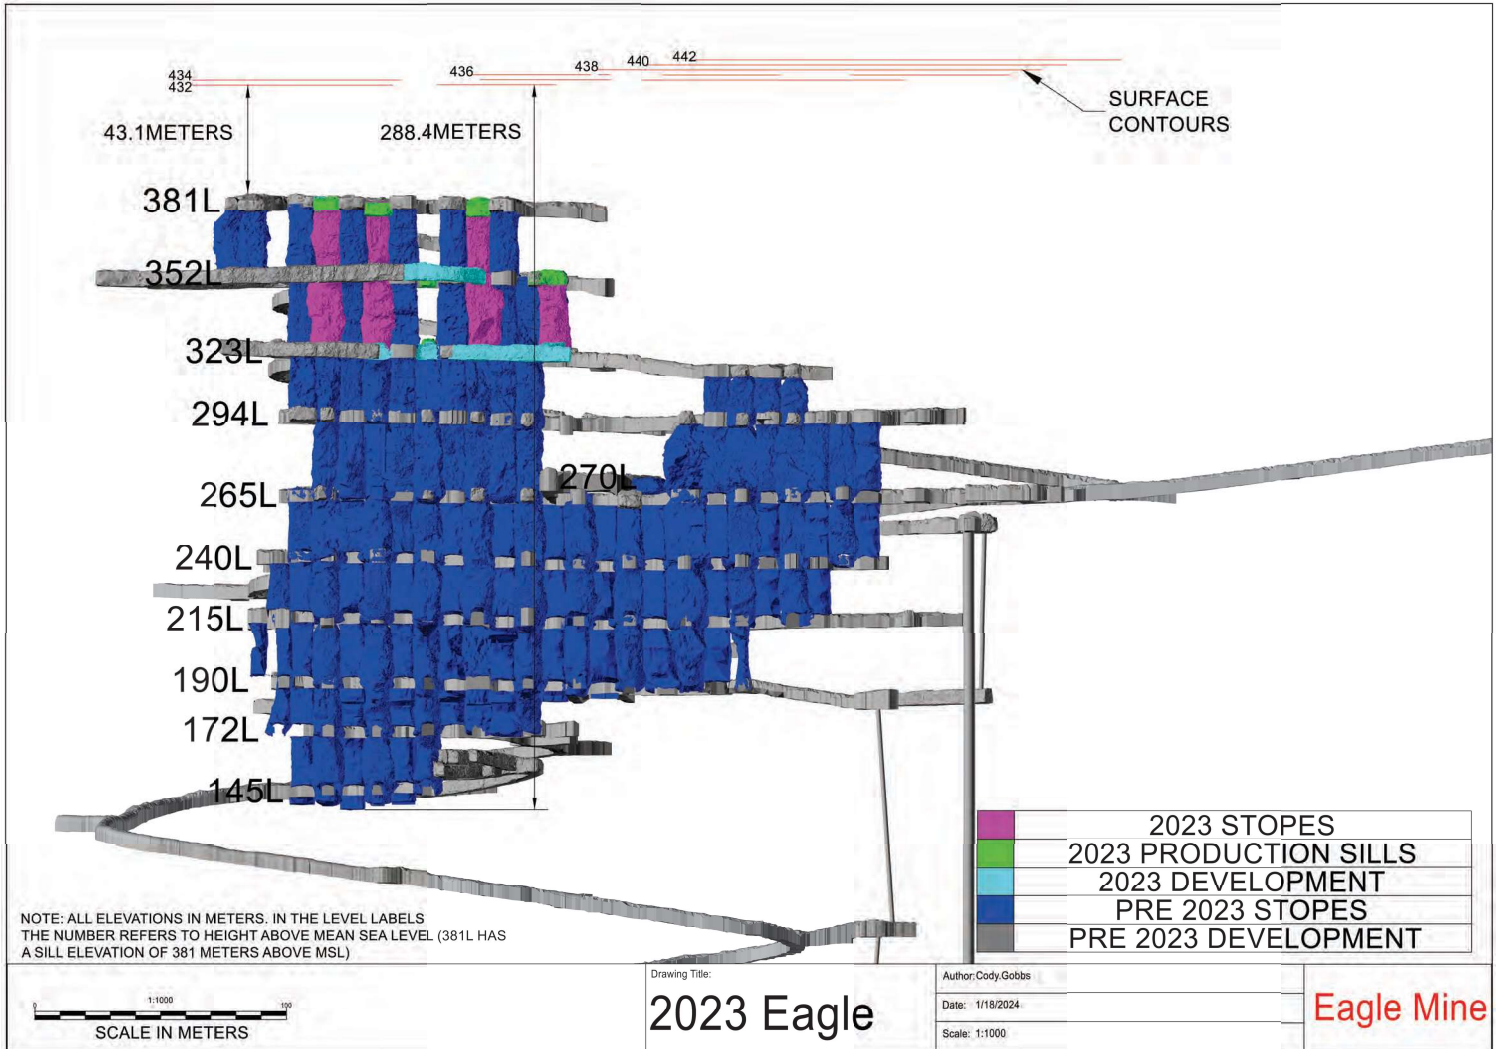 442
440
438
436
434
432
SURFACE
CONTOURS
43.1METERS
288.4METERS
381L
352L
323L
294L
270L
265L
240L
215L
190L
172L
145L
2023 STOPES
2023 PRODUCTION SILLS
2023 DEVELOPMENT
PRE 2023 STOPES
PRE 2023 DEVELOPMENT
NOTE: ALL ELEVATIONS IN METERS. IN THE LEVEL LABELS
THE NUMBER REFERS TO HEIGHT ABOVE MEAN SEA LEVEL (381L HAS
A SILL ELEVATION OF 381 METERS ABOVE MSL)
0
1:1000
100
SCALE IN METERS
Drawing Title:
2023 Eagle
Author:Cody.Gobbs
Date: 1/18/2024
Scale: 1:1000
Eagle Mine